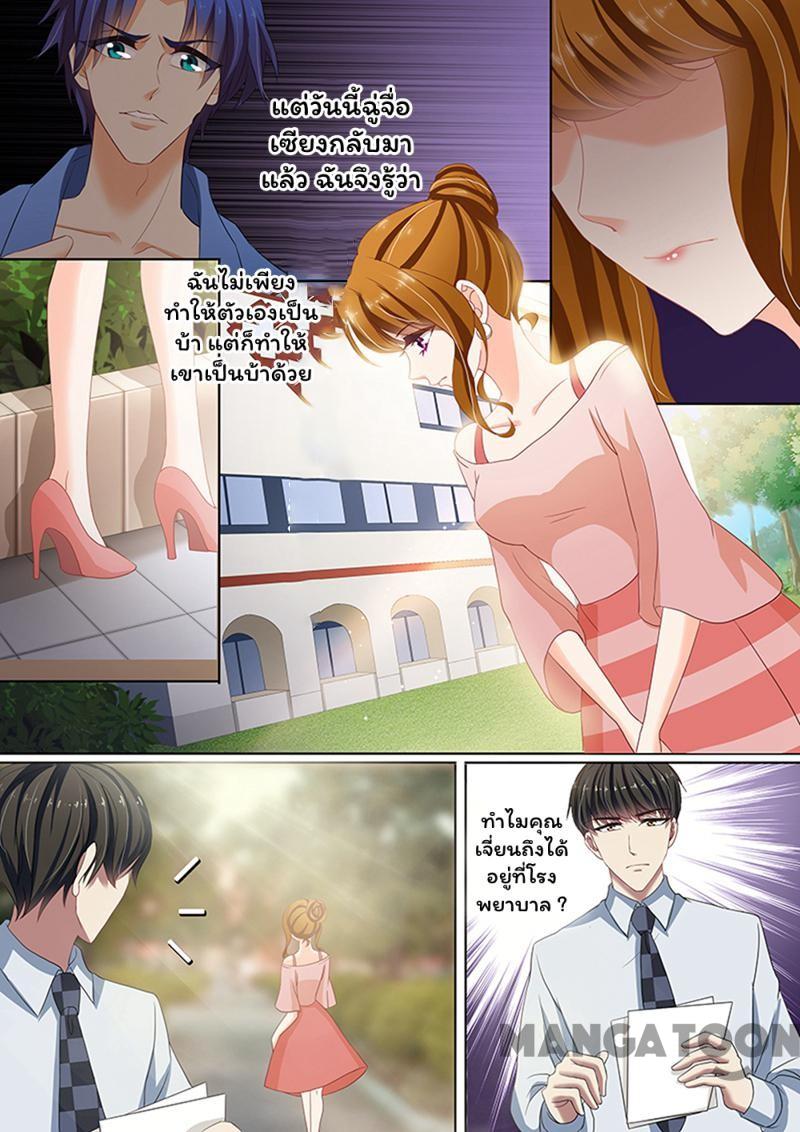 แต่วันนี้ฉู่จื่อ
เซียงกลับมา
แล้ว ฉันจึงรู้ว่า
ฉันไม่เพียง
ทำให้ตัวเองเป็น
บ้า แต่ก็ทำให้
เขาเป็นบ้าด้วย
ทำไมคุณ
เจี่ยนถึงได้
อยู่ที่โรง
พยาบาล ?
MANGATOON